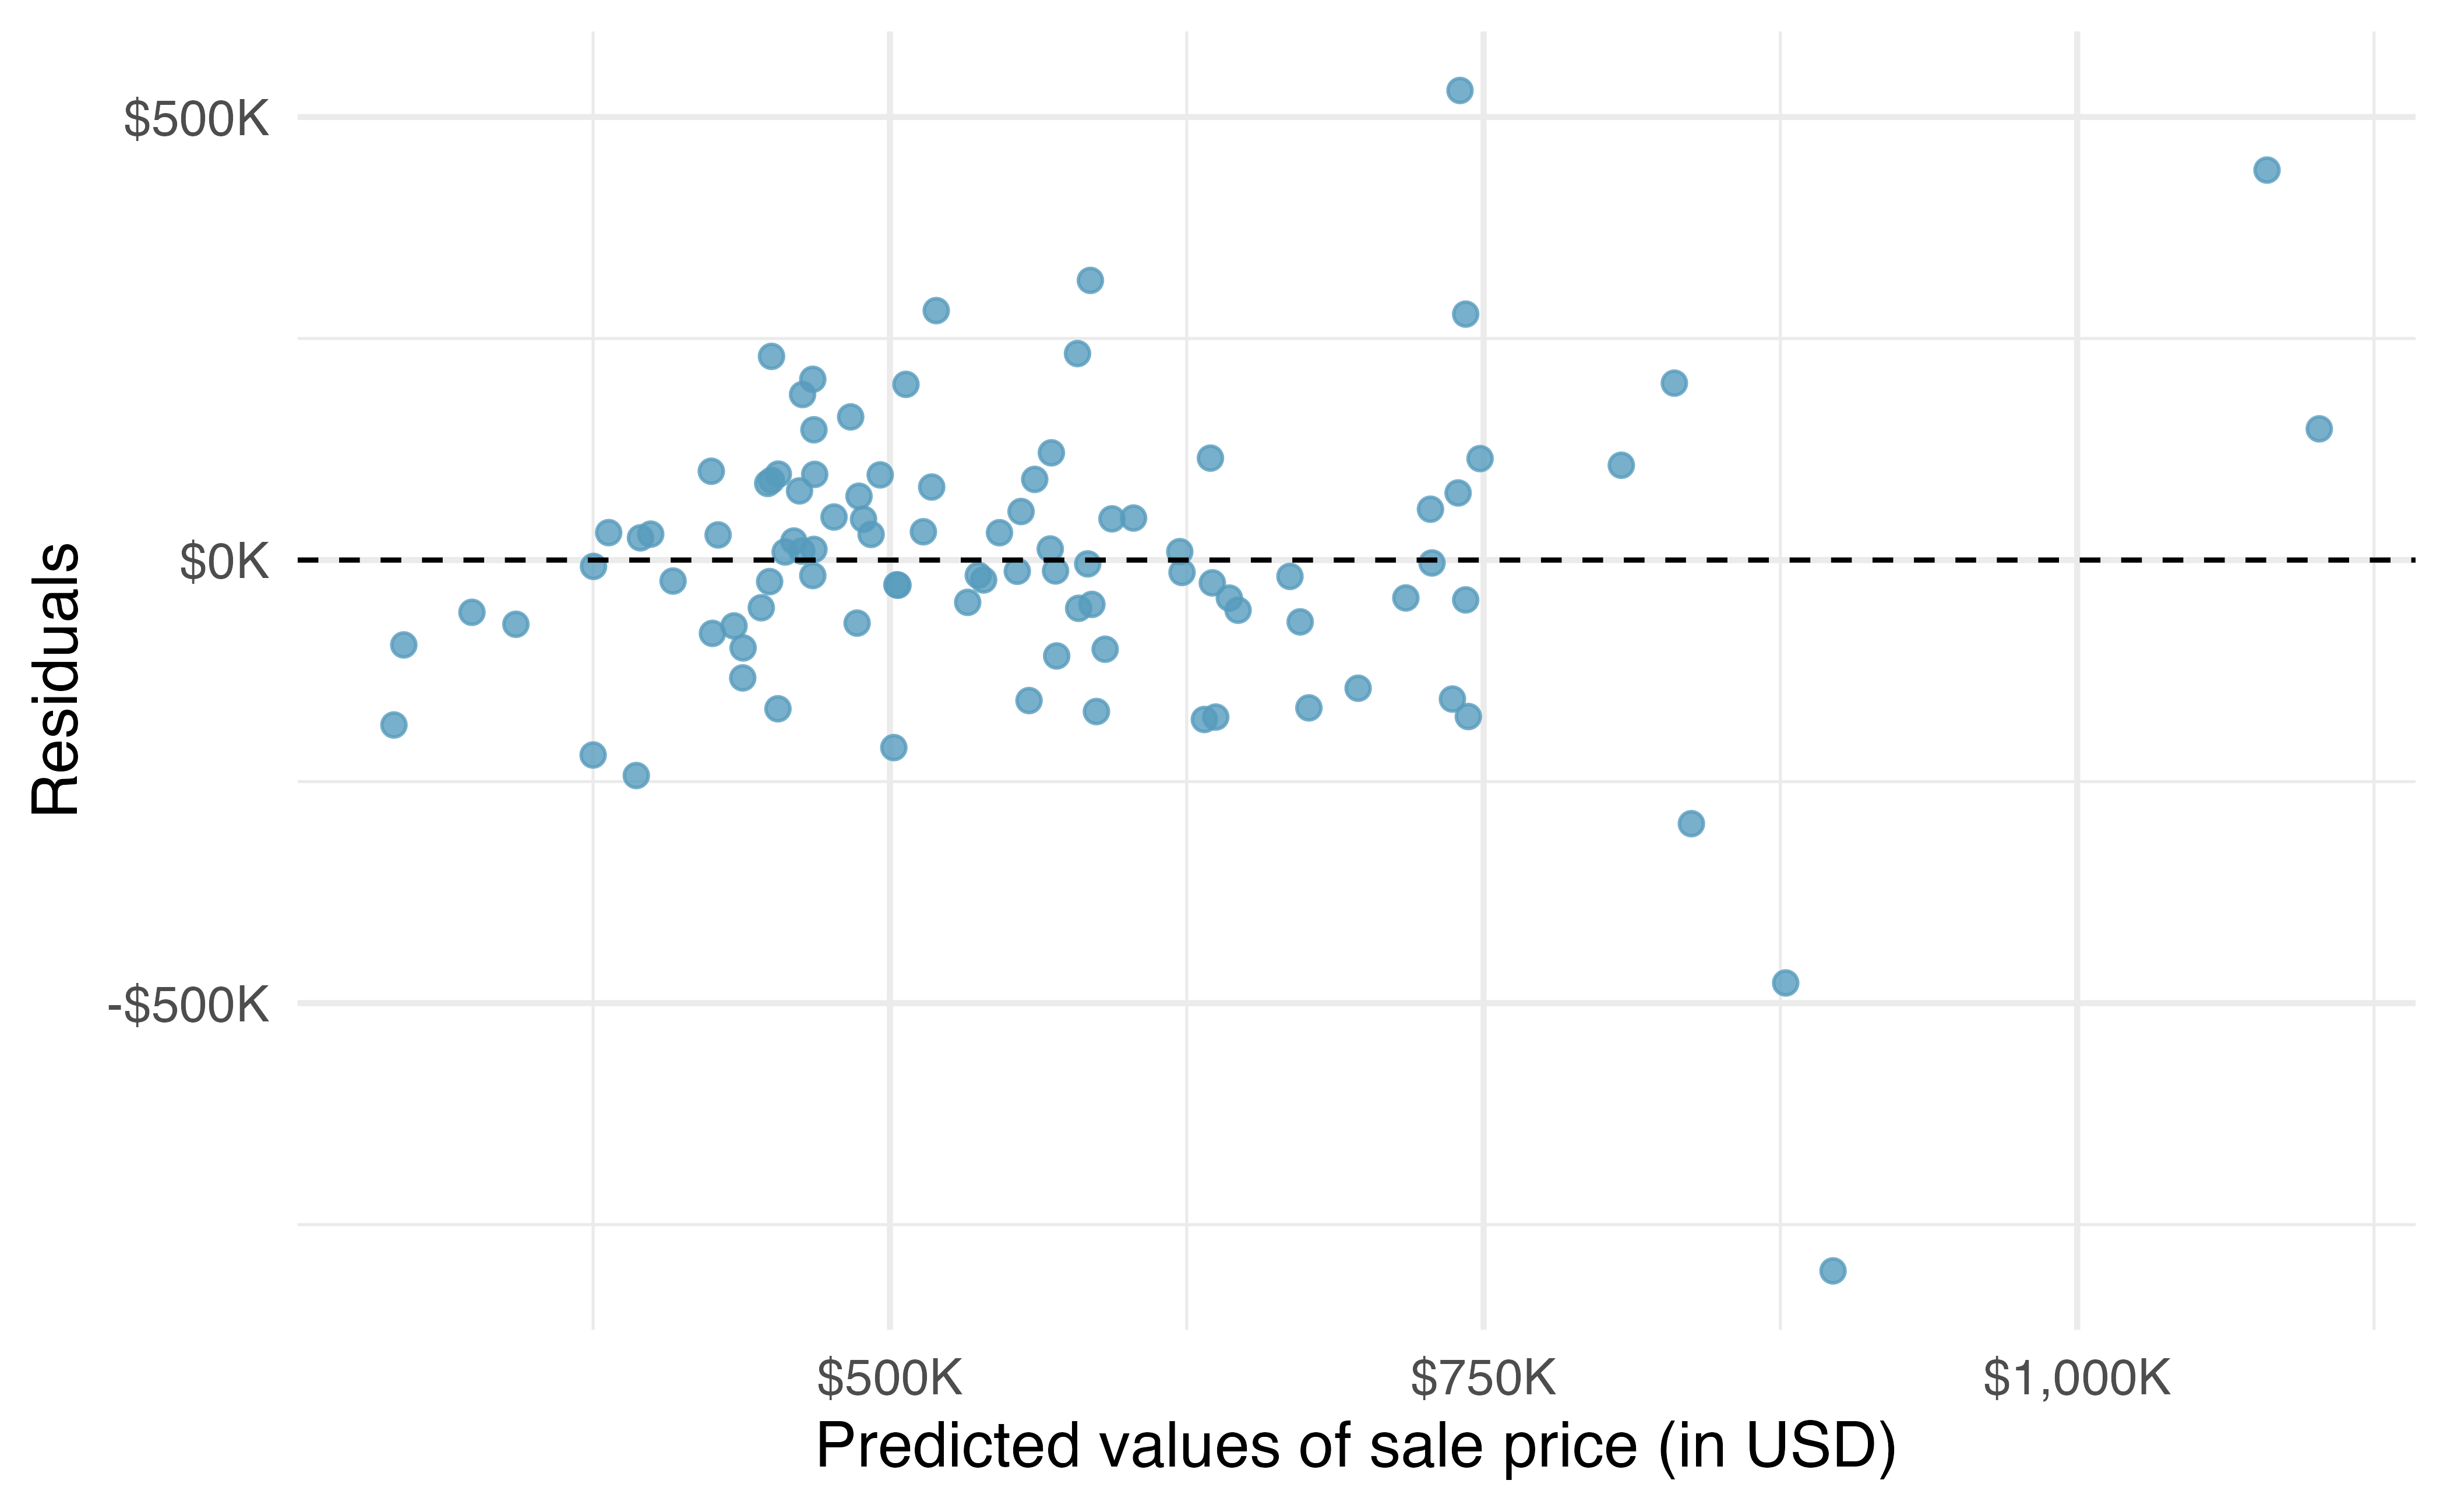 $500K
$0K
-$500K
Residuals
$500K $750K $1,000K
Predicted values of sale price (in USD)